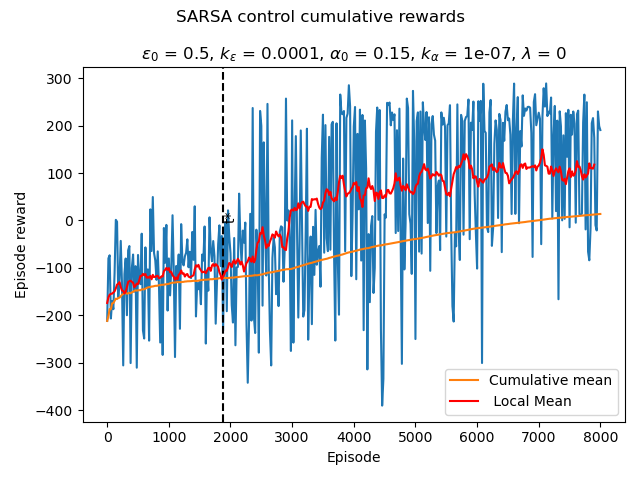 SARSA control cumulative rewards
ε₀ = 0.5, kε = 0.0001, α₀ = 0.15, kα = 1e-07, λ = 0
300
200
100
0
−100
−200
−300
−400
Episode reward
t*
Cumulative mean
Local Mean
0 1000 2000 3000 4000 5000 6000 7000 8000
Episode